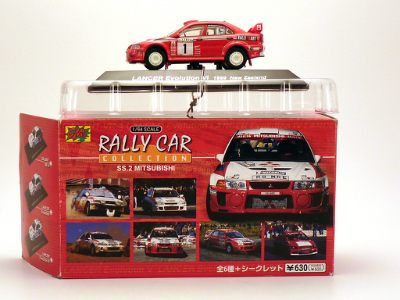 1
LANCER Evolution VI 1999 New Zealand
1/64 SCALE
RALLY CAR
COLLECTION
SS.2 MITSUBISHI
全6種+シークレット
¥630